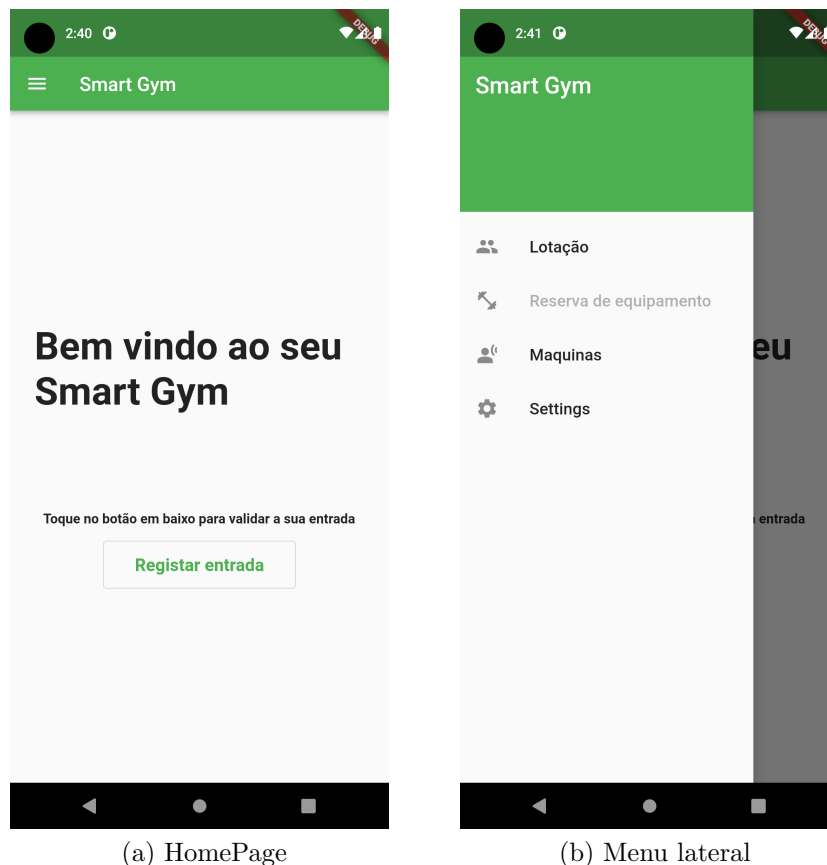 2:40
DEBUG
Smart Gym
Bem vindo ao seu
Smart Gym
Toque no botão em baixo para validar a sua entrada
Registar entrada
(a) HomePage
2:41
Smart Gym
Lotação
Reserva de equipamento
Maquinas
Settings
eu
entrada
(b) Menu lateral